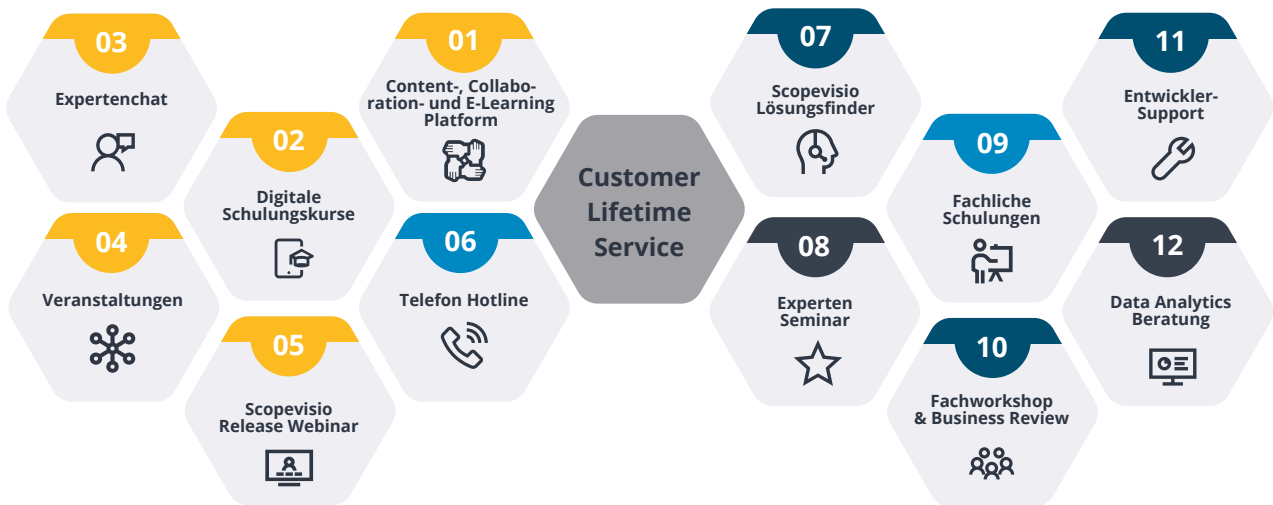 03
Expertenchat
01
Content-, Collabo-
ration- und E-Learning
Platform
02
Digitale
Schulungskurse
04
Veranstaltungen
06
Telefon Hotline
05
Scopevisio
Release Webinar
Customer
Lifetime
Service
07
Scopevisio
Lösungsfinder
11
Entwickler-
Support
09
Fachliche
Schulungen
08
Experten
Seminar
12
Data Analytics
Beratung
10
Fachworkshop
& Business Review